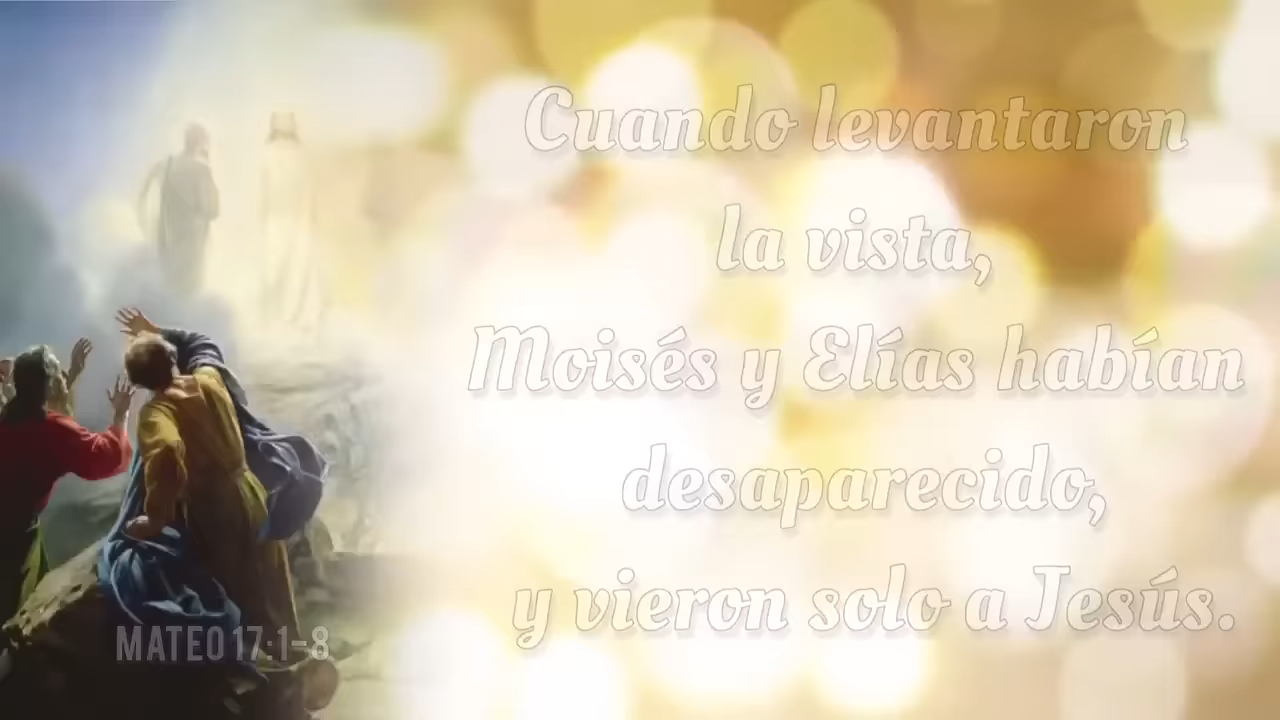 Cuando levantaron
la vista,
Moisés y Elías habían
desaparecido,
y vieron solo a Jesús.
MATEO 17:1-8